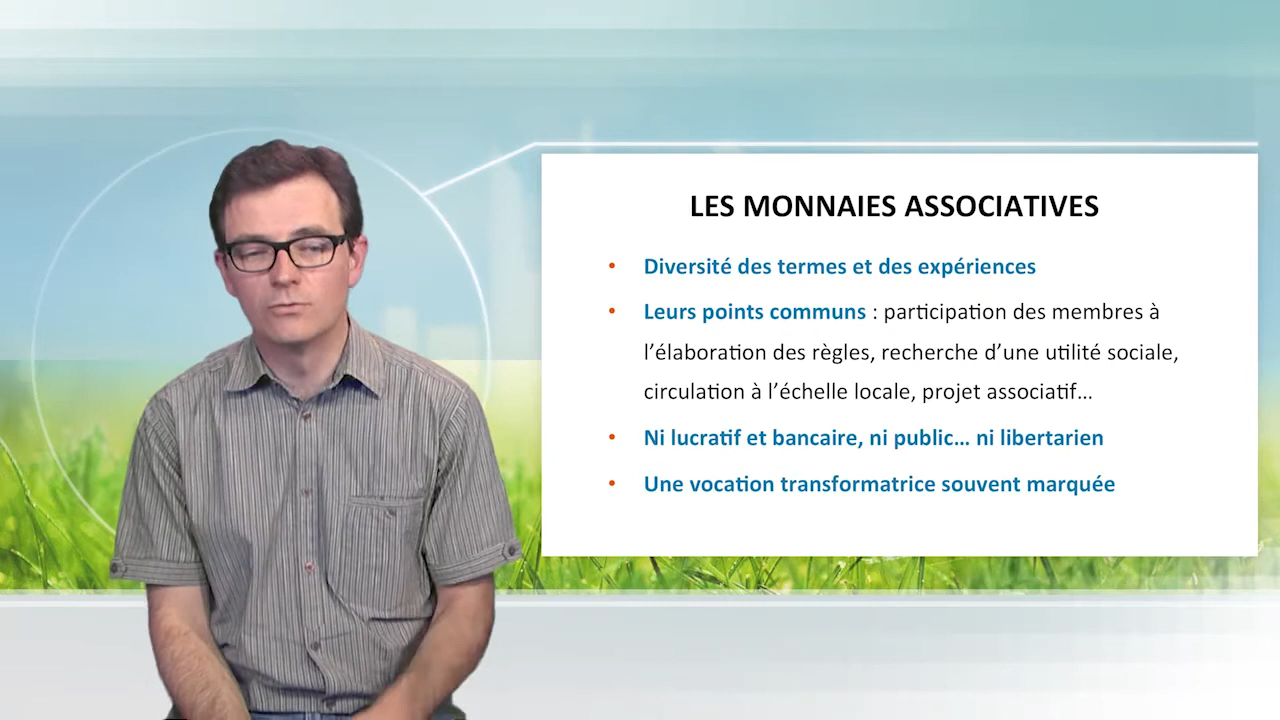 LES MONNAIES ASSOCIATIVES
• Diversité des termes et des expériences
• Leurs points communs : participation des membres à
l’élaboration des règles, recherche d’une utilité sociale,
circulation à l’échelle locale, projet associatif…
• Ni lucratif et bancaire, ni public… ni libertarien
• Une vocation transformatrice souvent marquée